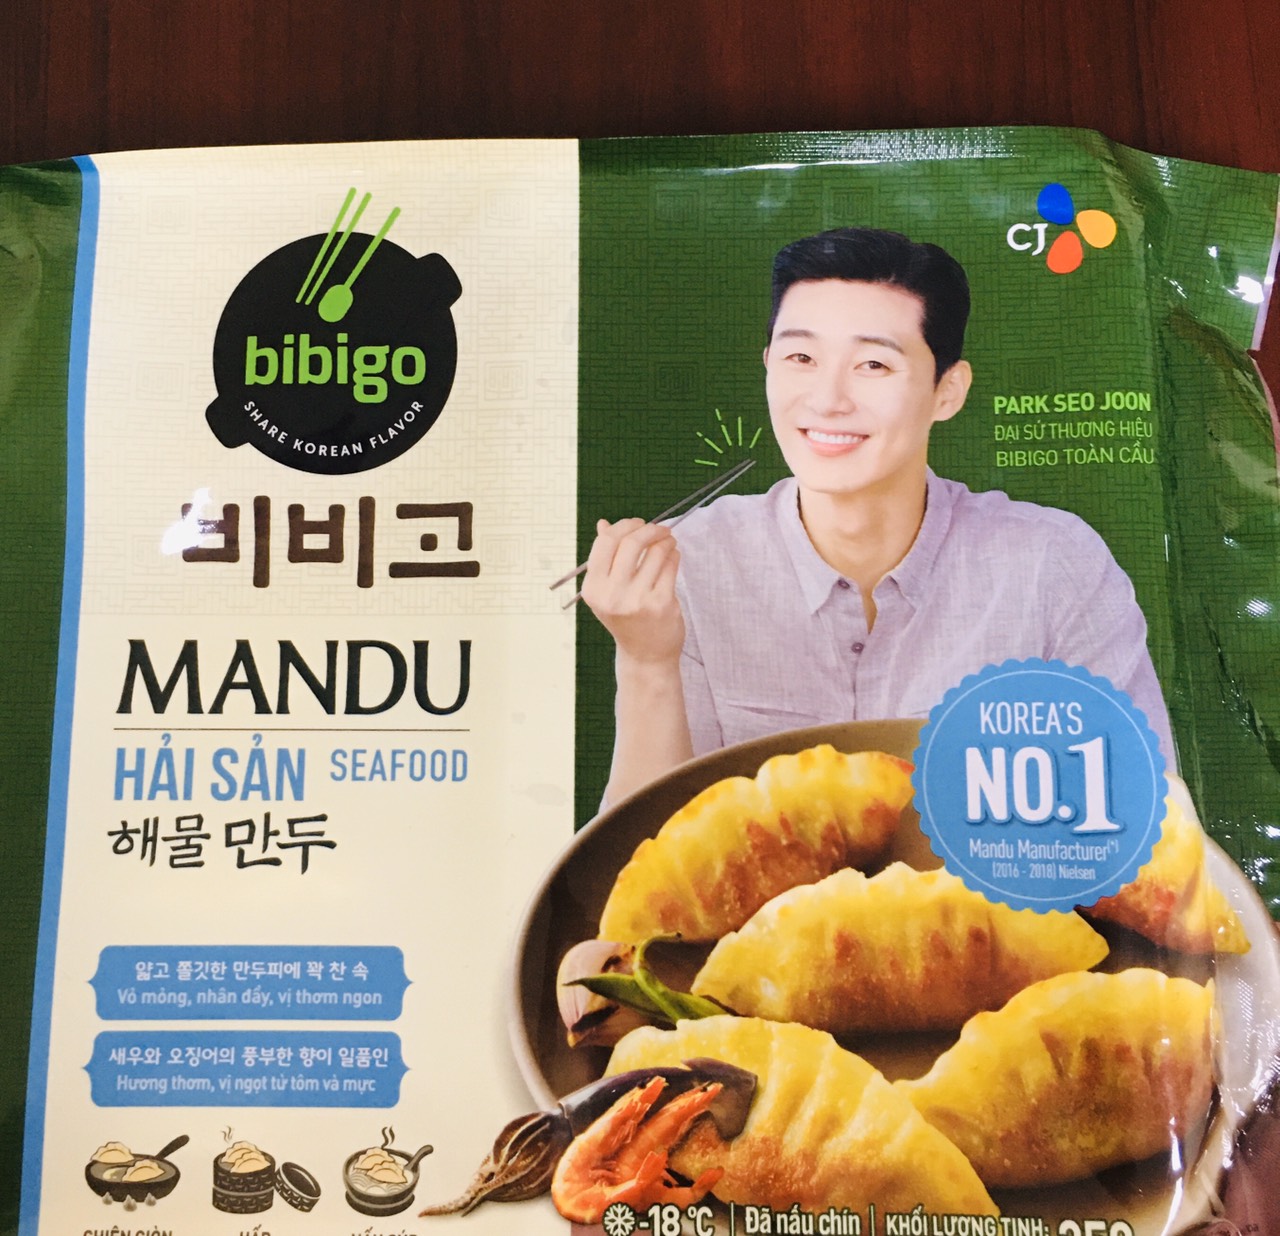 bibigo
SHARE KOREAN FLAVOR
비비고
MANDU
HẢI SẢN SEAFOOD
해물 만두
얇고 쫄깃한 만두피에 꽉 찬 속
Vỏ mỏng, nhân đầy, vị thơm ngon
새우와 오징어의 풍부한 향이 일품인
Hương thơm, vị ngọt từ tôm và mực
CJ
PARK SEO JOON
ĐẠI SỨ THƯƠNG HIỆU
BIBIGO TOÀN CẦU
KOREA'S
NO.1
Mandu Manufacturer(*)
(2016 - 2018) Nielsen
-18 °C | Đã nấu chín | KHỐI LƯỢNG TỊNH: